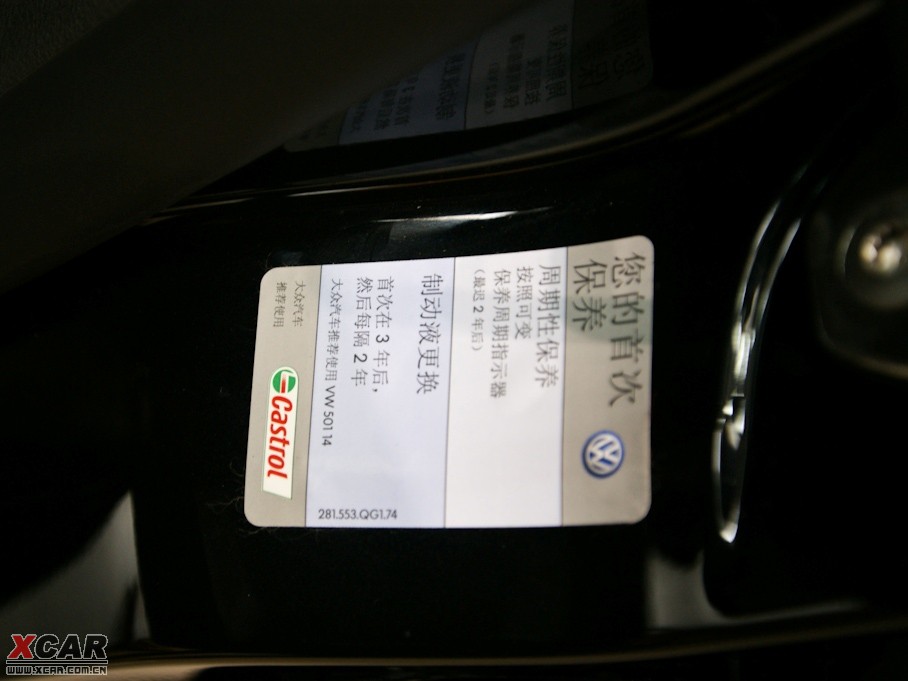 您的首次
保养
周期性保养
按照可变
保养周期指示器
(最迟 2 年后)
制动液更换
首次在 3 年后,
然后每隔 2 年
大众汽车推荐使用 VW 501 14
281.553.QG1.74
大众汽车
推荐使用
Castrol
XCAR
WWW.XCAR.COM.CN